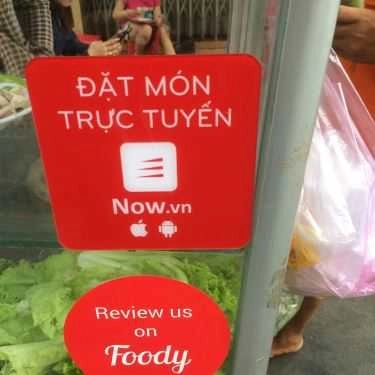 ĐẶT MÓN
TRỰC TUYẾN
Now.vn
Review us
on
Foody